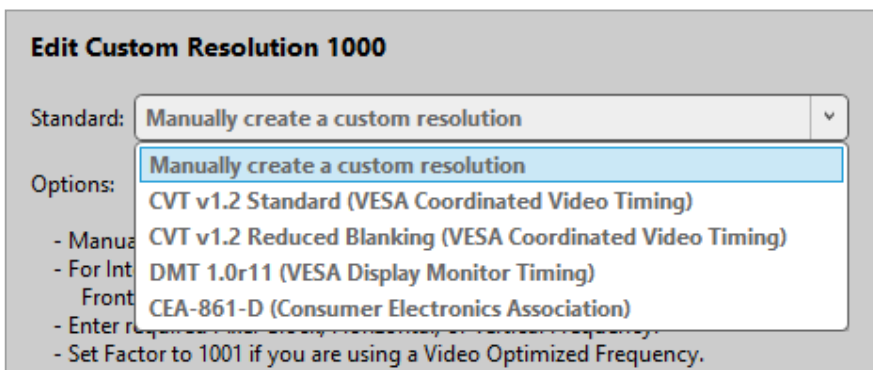 Edit Custom Resolution 1000
Standard: Manually create a custom resolution
Manually create a custom resolution
Options:
CVT v1.2 Standard (VESA Coordinated Video Timing)
- Manua
CVT v1.2 Reduced Blanking (VESA Coordinated Video Timing)
- For Int
DMT 1.0r11 (VESA Display Monitor Timing)
Front
CEA-861-D (Consumer Electronics Association)
- Enter
- Set Factor to 1001 if you are using a Video Optimized Frequency.